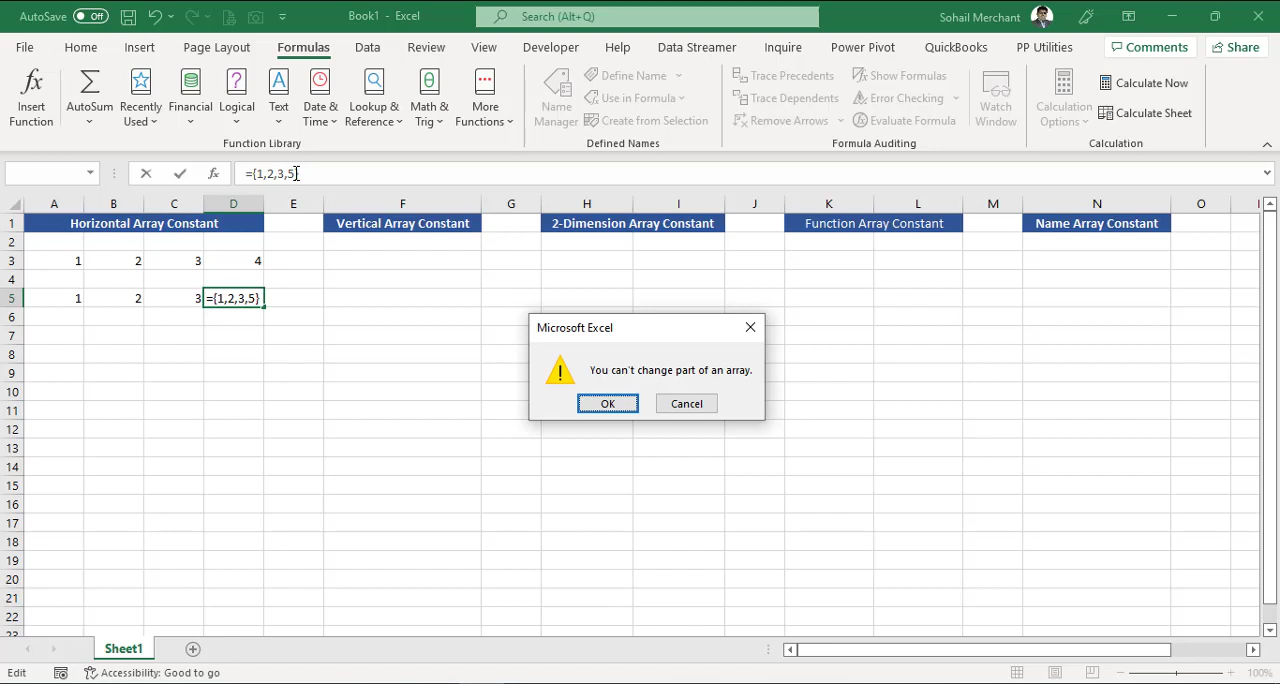 AutoSave Off Book1 - Excel Search (Alt+Q) Sohail Merchant
File Home Insert Page Layout Formulas Data Review View Developer Help Data Streamer Inquire Power Pivot QuickBooks PP Utilities Comments Share
Insert Function
AutoSum
Recently Used
Financial
Logical
Text
Date & Time
Lookup & Reference
Math & Trig
More Functions
Function Library
Name Manager
Define Name
Use in Formula
Create from Selection
Defined Names
Trace Precedents
Trace Dependents
Remove Arrows
Show Formulas
Error Checking
Evaluate Formula
Watch Window
Formula Auditing
Calculation Options
Calculate Now
Calculate Sheet
Calculation
fx ={1,2,3,5}
A B C D E F G H I J K L M N O
1 Horizontal Array Constant Vertical Array Constant 2-Dimension Array Constant Function Array Constant Name Array Constant
2
3 1 2 3 4
4
5 1 2 3 ={1,2,3,5}
6
7
8
9
10
11
12
13
14
15
16
17
18
19
20
21
22
23
Microsoft Excel
You can't change part of an array.
OK Cancel
Sheet1
Edit Accessibility: Good to go 100%